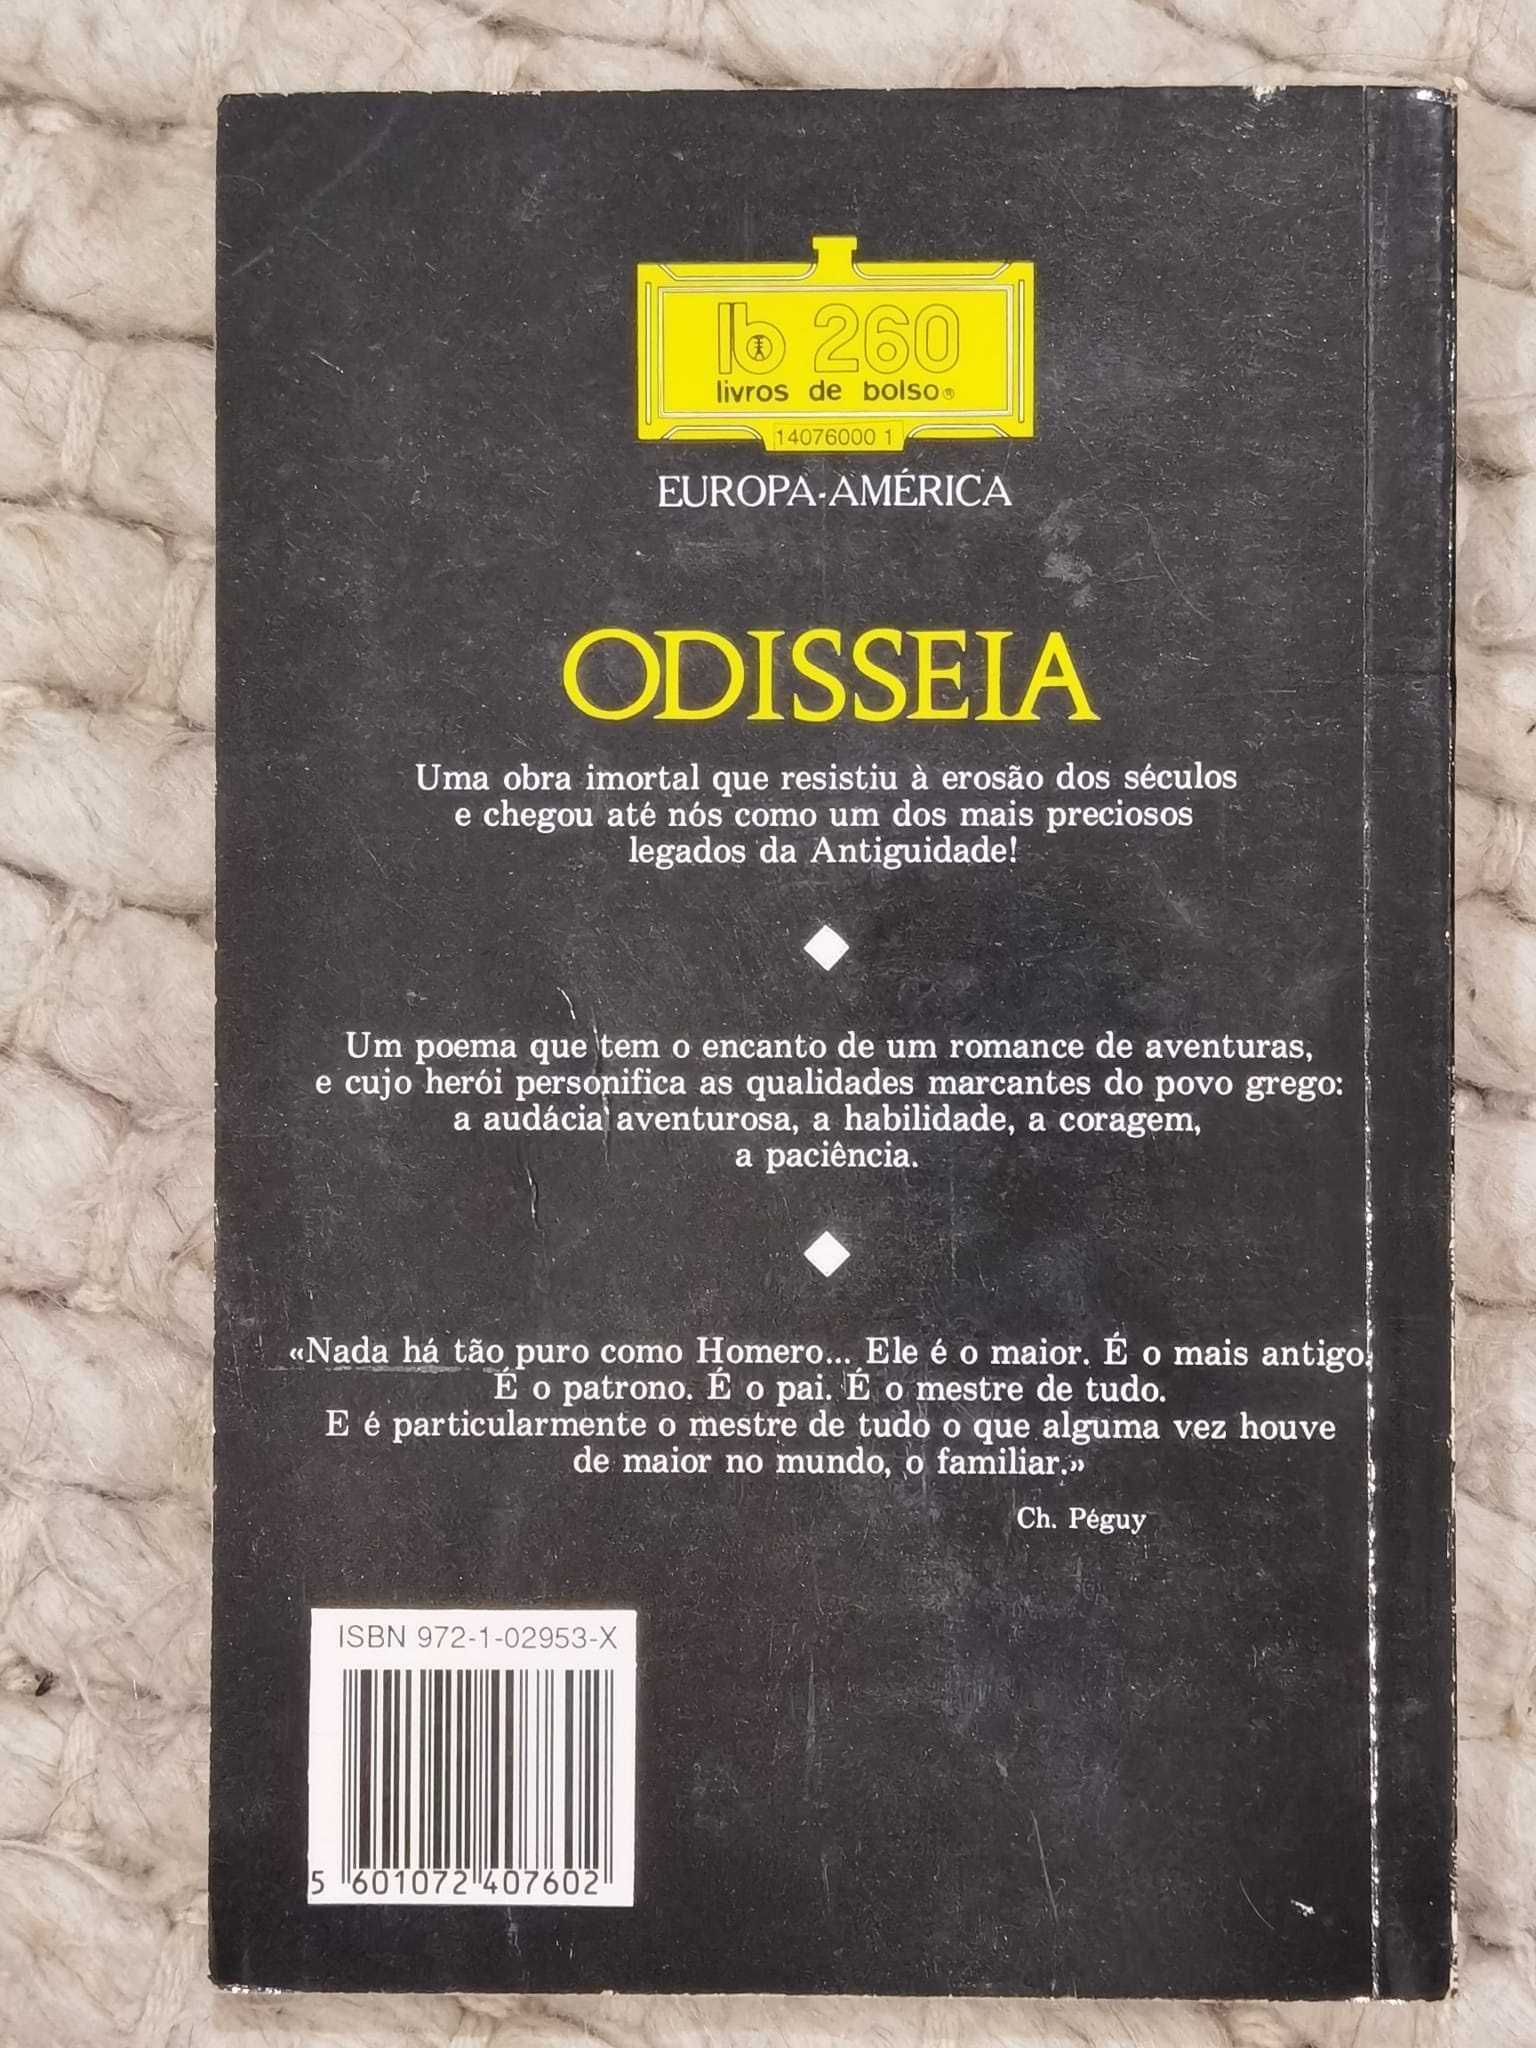 lb 260
livros de bolso®
14076000 1
EUROPA-AMÉRICA
ODISSEIA
Uma obra imortal que resistiu à erosão dos séculos
e chegou até nós como um dos mais preciosos
legados da Antiguidade!
Um poema que tem o encanto de um romance de aventuras,
e cujo herói personifica as qualidades marcantes do povo grego:
a audácia aventurosa, a habilidade, a coragem,
a paciência.
«Nada há tão puro como Homero... Ele é o maior. É o mais antigo.
É o patrono. É o pai. É o mestre de tudo.
E é particularmente o mestre de tudo o que alguma vez houve
de maior no mundo, o familiar.»
Ch. Péguy
ISBN 972-1-02953-X
5 601072 407602